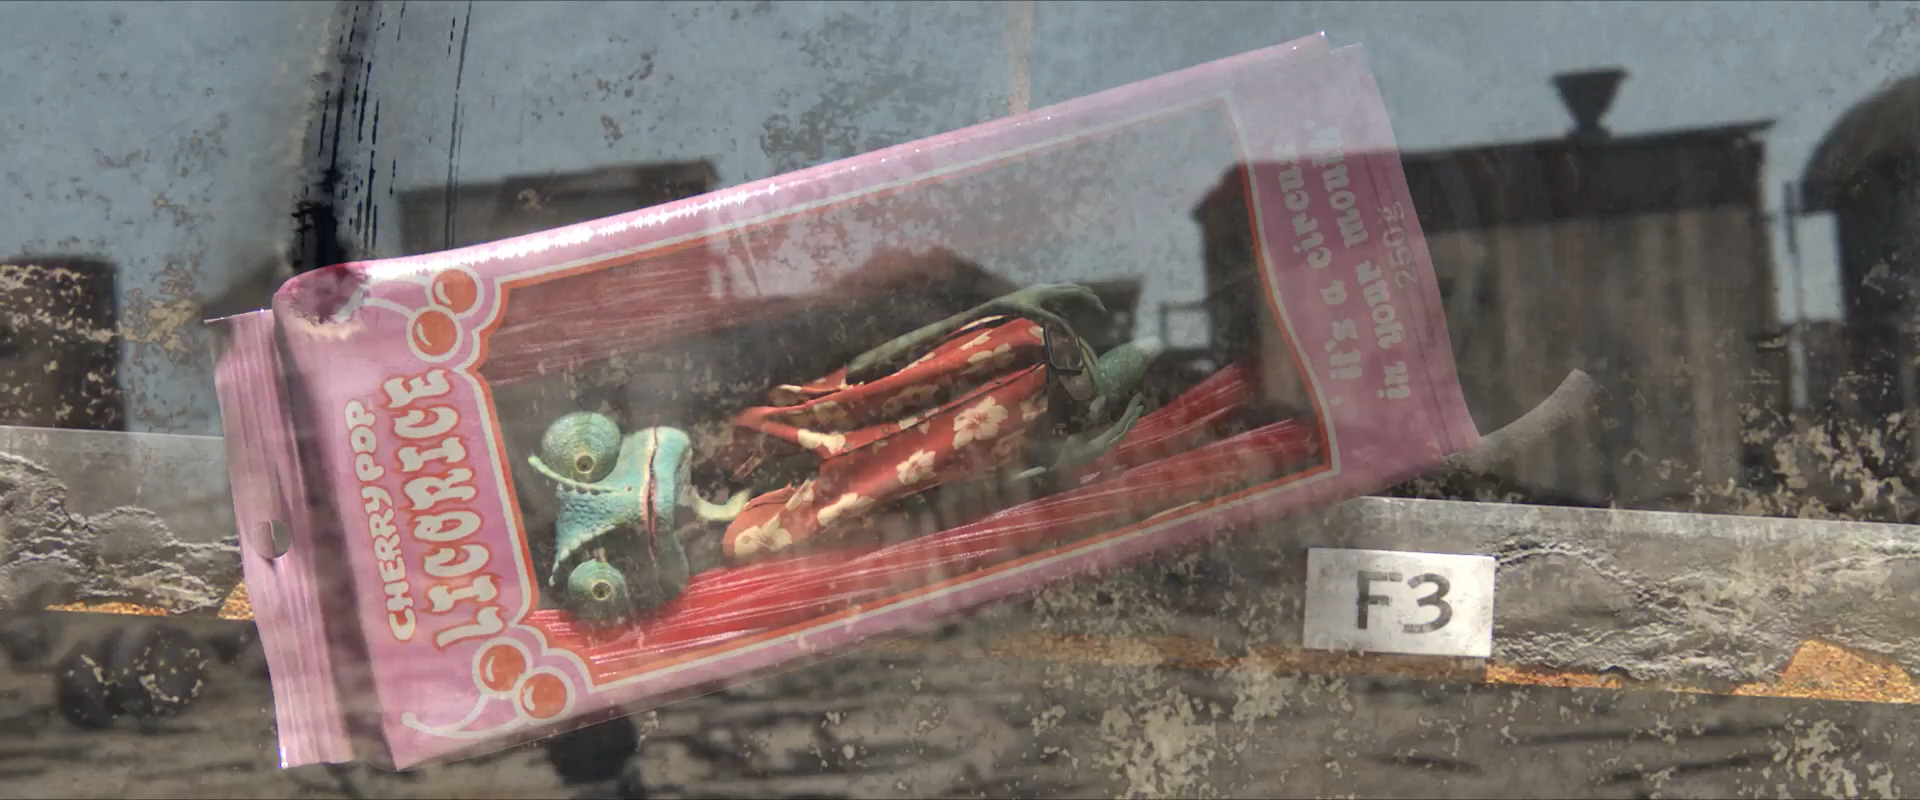 CHERRY POP
LICORICE
it's a circus
in your mouth.
250g
F3